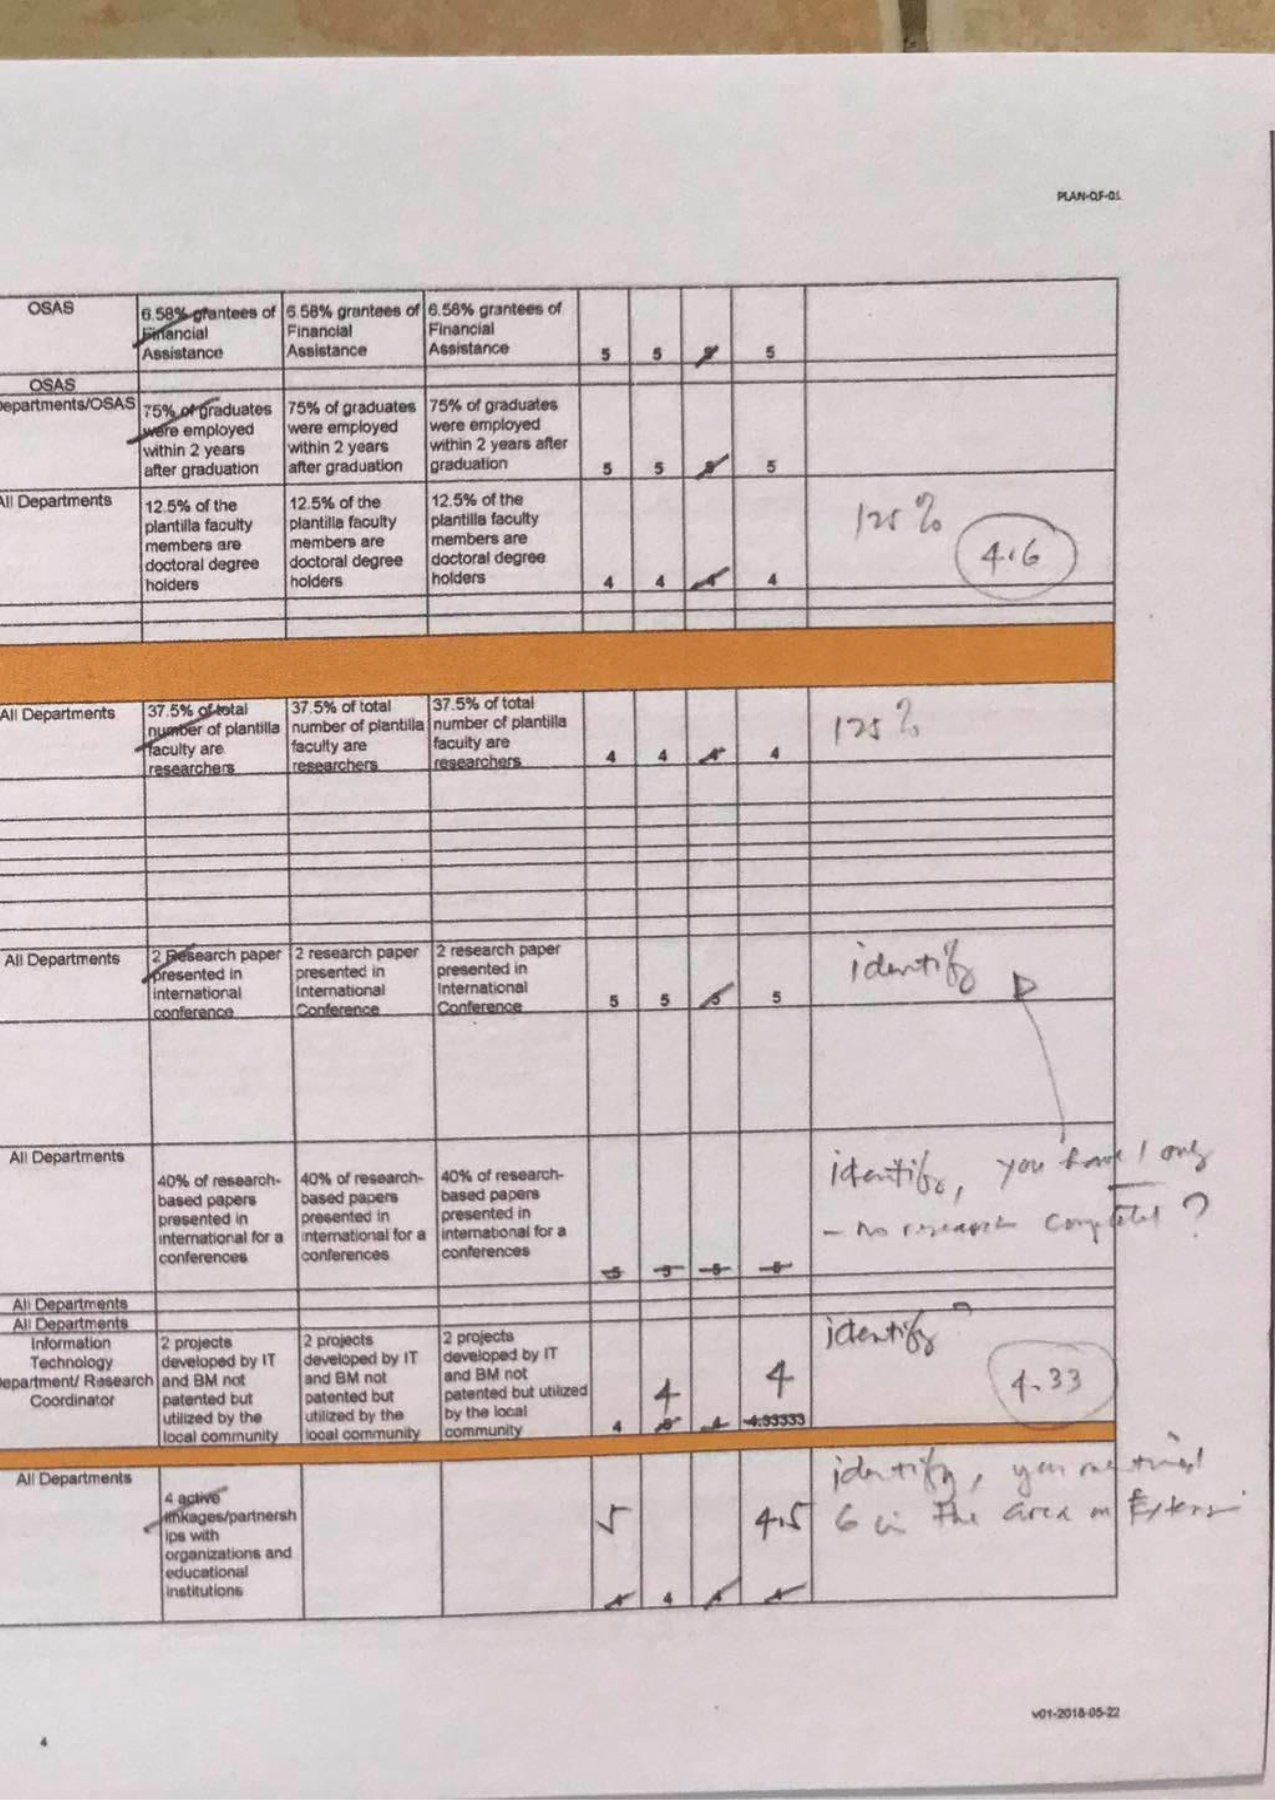 PLAN-QF-01
OSAS
6.58% grantees of
Financial
Assistance
6.58% grantees of
Financial
Assistance
6.58% grantees of
Financial
Assistance
5 5 5
OSAS
Departments/OSAS
75% of graduates
were employed
within 2 years
after graduation
75% of graduates
were employed
within 2 years
after graduation
75% of graduates
were employed
within 2 years after
graduation
5 5 5
All Departments
12.5% of the
plantilla faculty
members are
doctoral degree
holders
12.5% of the
plantilla faculty
members are
doctoral degree
holders
12.5% of the
plantilla faculty
members are
doctoral degree
holders
4 4 4 4
125%
4.6
All Departments
37.5% of total
number of plantilla
faculty are
researchers
37.5% of total
number of plantilla
faculty are
researchers
37.5% of total
number of plantilla
faculty are
researchers
4 4 4 4
125%
All Departments
2 Research paper
presented in
international
conference
2 research paper
presented in
International
Conference
2 research paper
presented in
International
Conference
5 5 5 5
identify
All Departments
40% of research-
based papers
presented in
international for a
conferences
40% of research-
based papers
presented in
international for a
conferences
40% of research-
based papers
presented in
international for a
conferences
5 5 5 5
identify, you have 1 only
- no research completed ?
All Departments
All Departments
Information
Technology
Department/ Research
Coordinator
2 projects
developed by IT
and BM not
patented but
utilized by the
local community
2 projects
developed by IT
and BM not
patented but
utilized by the
local community
2 projects
developed by IT
and BM not
patented but utilized
by the local
community
4 4
4 5 4 4.33333
identify
4.33
All Departments
4 active
linkages/partnersh
ips with
organizations and
educational
institutions
5 4.5
4 4 4 4
identify, you mentioned
6 in the area on Extens
v01-2018-05-22
4